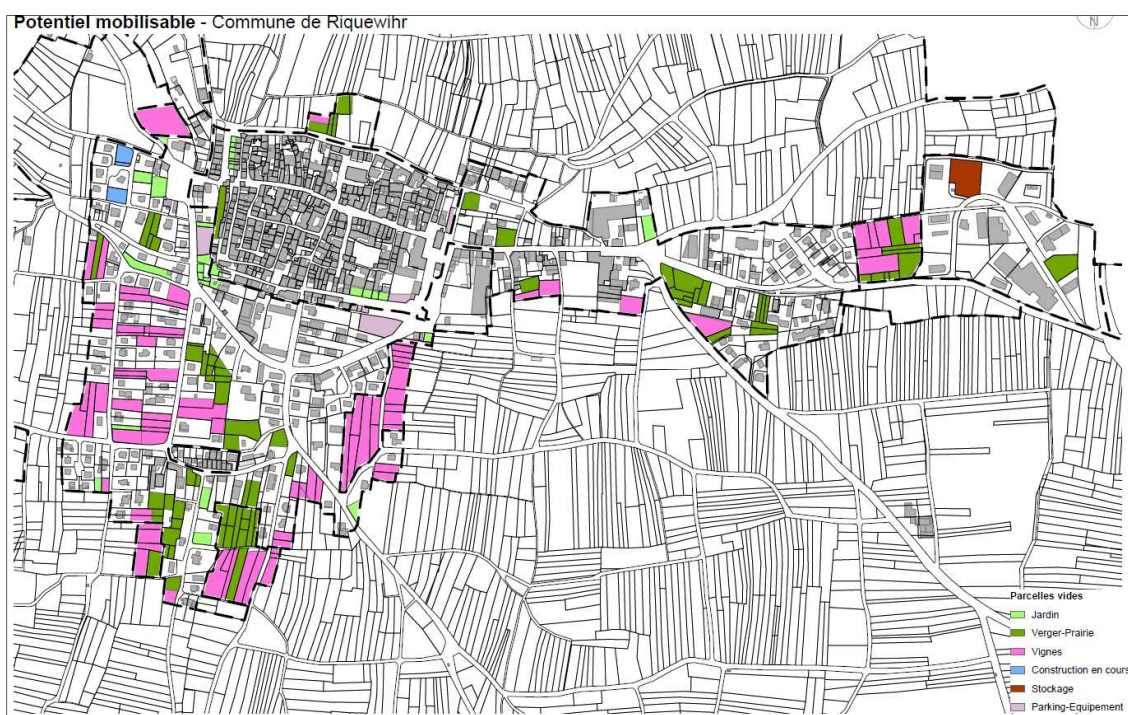 Potentiel mobilisable - Commune de Riquewihr
N
Parcelles vides
Jardin
Verger-Prairie
Vignes
Construction en cours
Stockage
Parking-Equipement